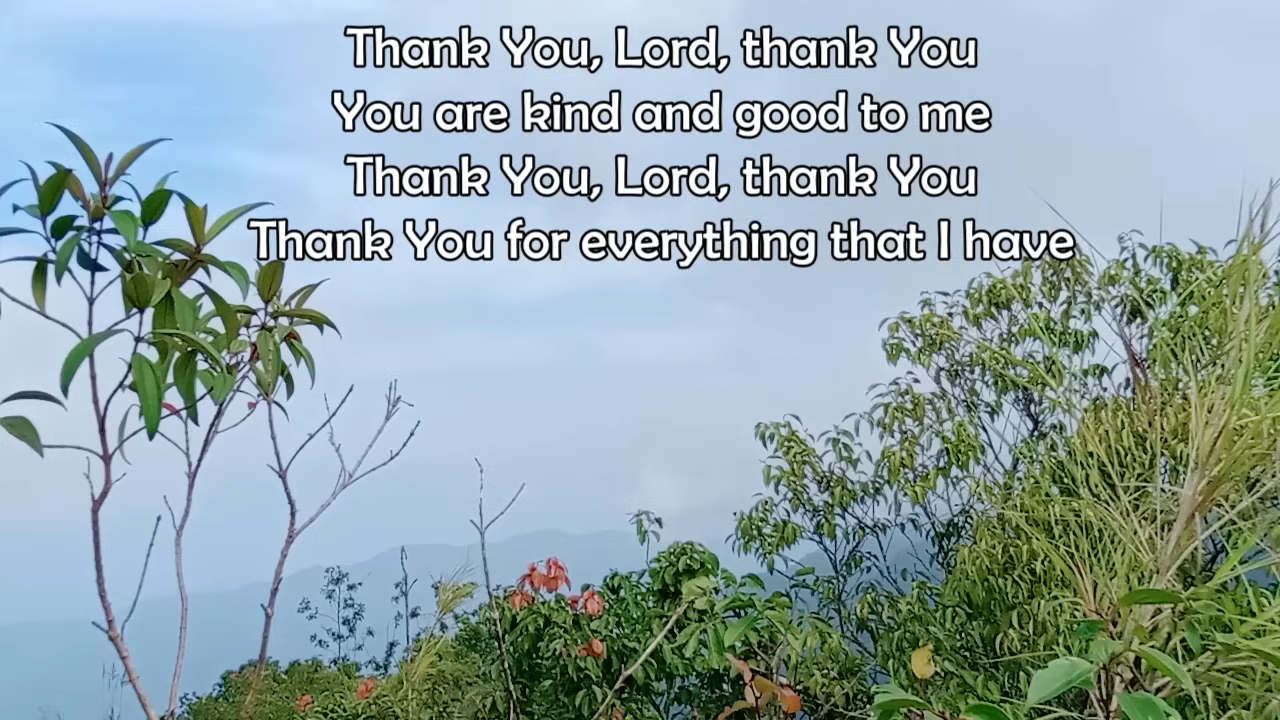 Thank You, Lord, thank You
You are kind and good to me
Thank You, Lord, thank You
Thank You for everything that I have